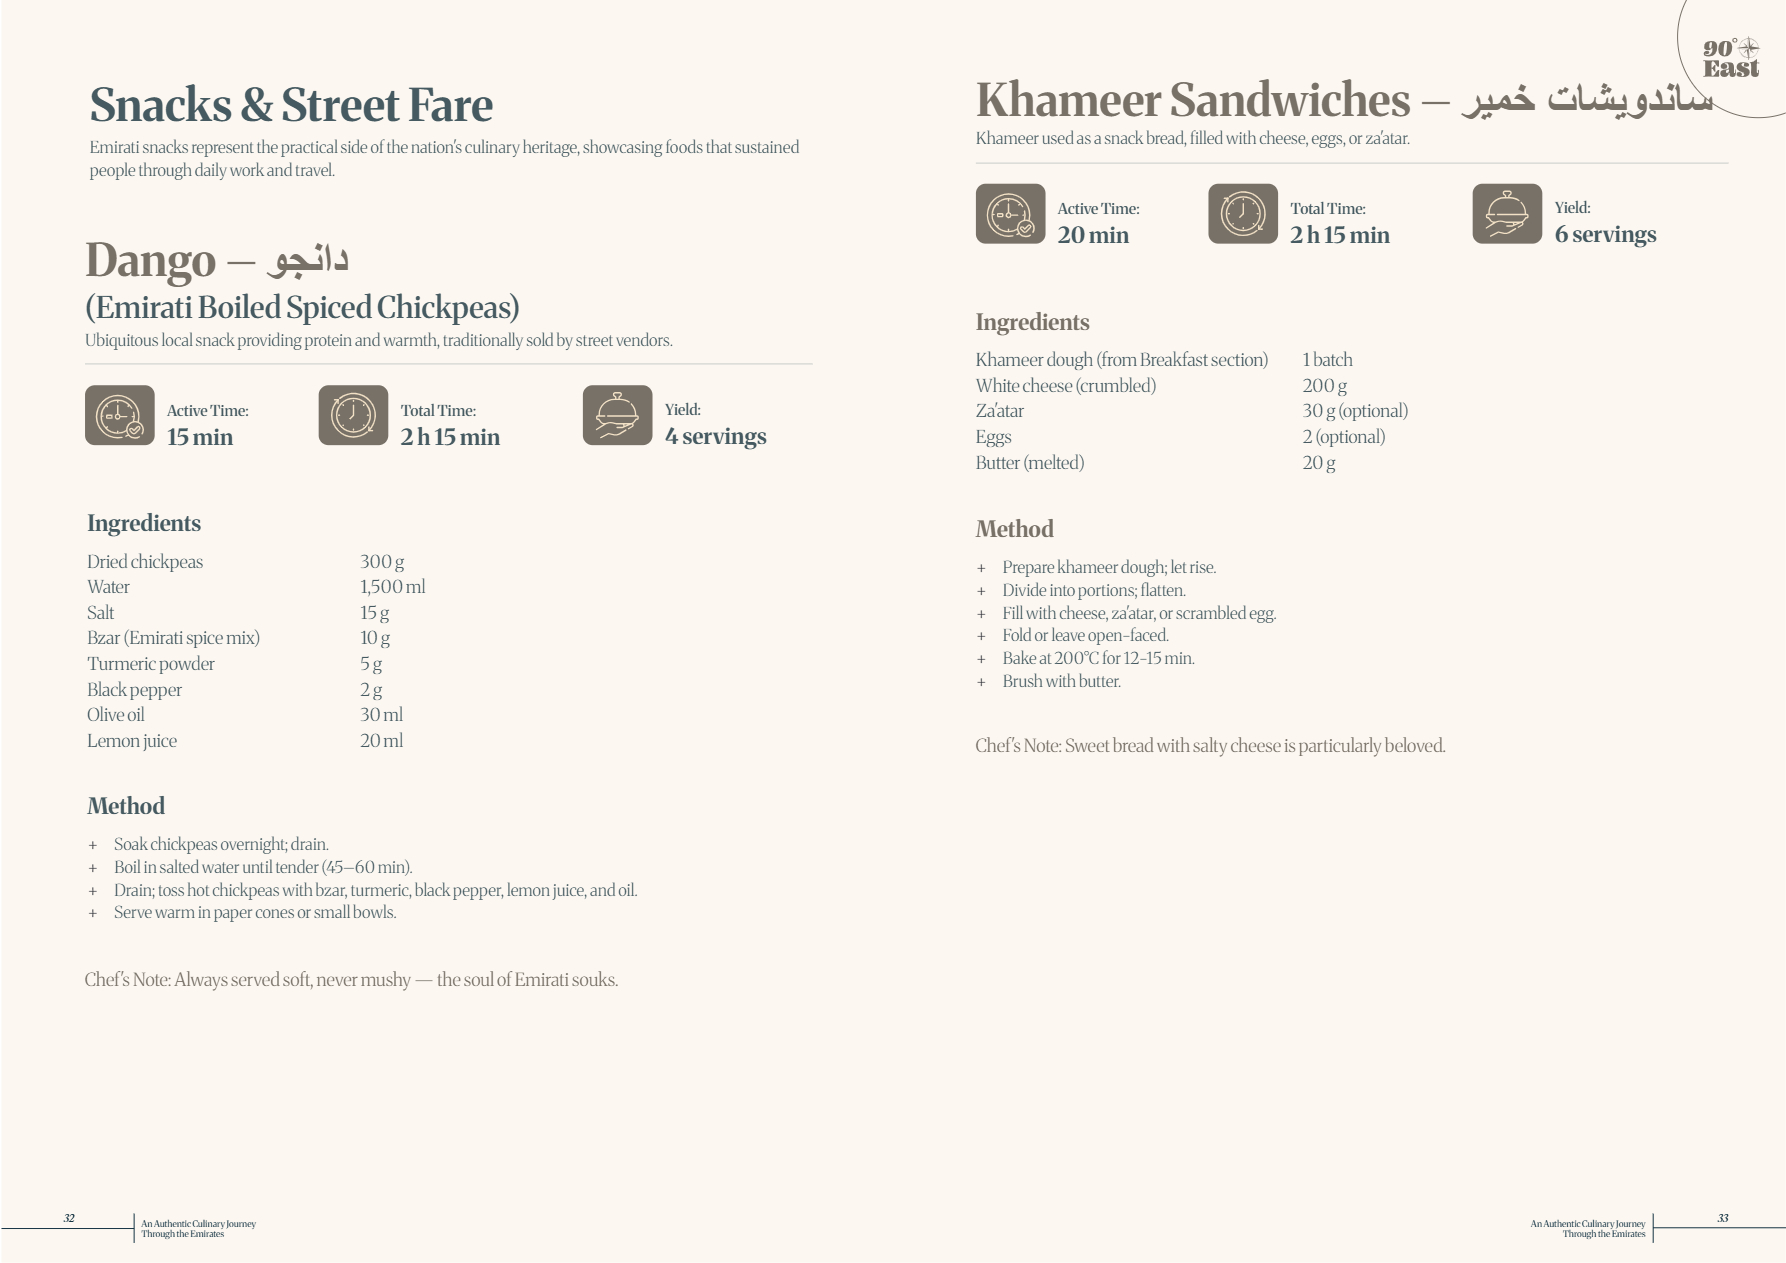 Snacks & Street Fare
Emirati snacks represent the practical side of the nation's culinary heritage, showcasing foods that sustained
people through daily work and travel.
Dango — دانجو
(Emirati Boiled Spiced Chickpeas)
Ubiquitous local snack providing protein and warmth, traditionally sold by street vendors.
Active Time:
15 min
Total Time:
2 h 15 min
Yield:
4 servings
Ingredients
Dried chickpeas 300 g
Water 1,500 ml
Salt 15 g
Bzar (Emirati spice mix) 10 g
Turmeric powder 5 g
Black pepper 2 g
Olive oil 30 ml
Lemon juice 20 ml
Method
+ Soak chickpeas overnight; drain.
+ Boil in salted water until tender (45–60 min).
+ Drain; toss hot chickpeas with bzar, turmeric, black pepper, lemon juice, and oil.
+ Serve warm in paper cones or small bowls.
Chef's Note: Always served soft, never mushy — the soul of Emirati souks.
32
An Authentic Culinary Journey
Through the Emirates
90°
East
Khameer Sandwiches — ساندويشات خمير
Khameer used as a snack bread, filled with cheese, eggs, or za'atar.
Active Time:
20 min
Total Time:
2 h 15 min
Yield:
6 servings
Ingredients
Khameer dough (from Breakfast section) 1 batch
White cheese (crumbled) 200 g
Za'atar 30 g (optional)
Eggs 2 (optional)
Butter (melted) 20 g
Method
+ Prepare khameer dough; let rise.
+ Divide into portions; flatten.
+ Fill with cheese, za'atar, or scrambled egg.
+ Fold or leave open-faced.
+ Bake at 200°C for 12-15 min.
+ Brush with butter.
Chef's Note: Sweet bread with salty cheese is particularly beloved.
An Authentic Culinary Journey
Through the Emirates
33